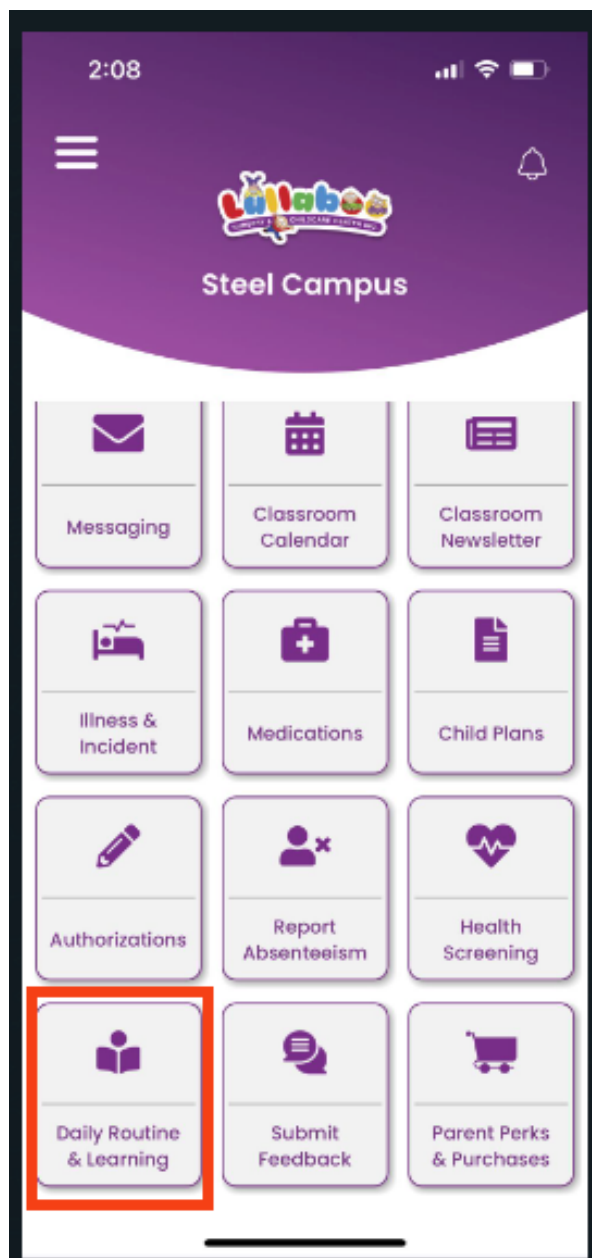 2:08
Lullaboo
Steel Campus
Messaging
Classroom
Calendar
Classroom
Newsletter
Illness &
Incident
Medications
Child Plans
Authorizations
Report
Absenteeism
Health
Screening
Daily Routine
& Learning
Submit
Feedback
Parent Perks
& Purchases